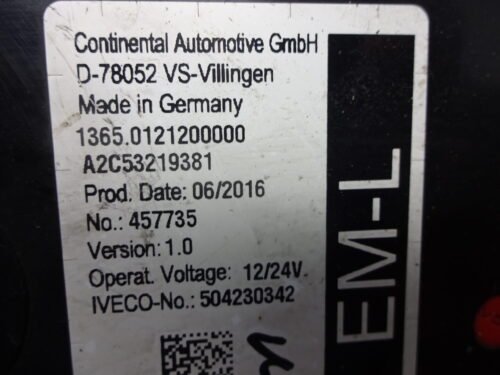 Continental Automotive GmbH
D-78052 VS-Villingen
Made in Germany
1365.0121200000
A2C53219381
Prod. Date: 06/2016
No.: 457735
Version: 1.0
Operat. Voltage: 12/24V.
IVECO-No.: 504230342
EM-L